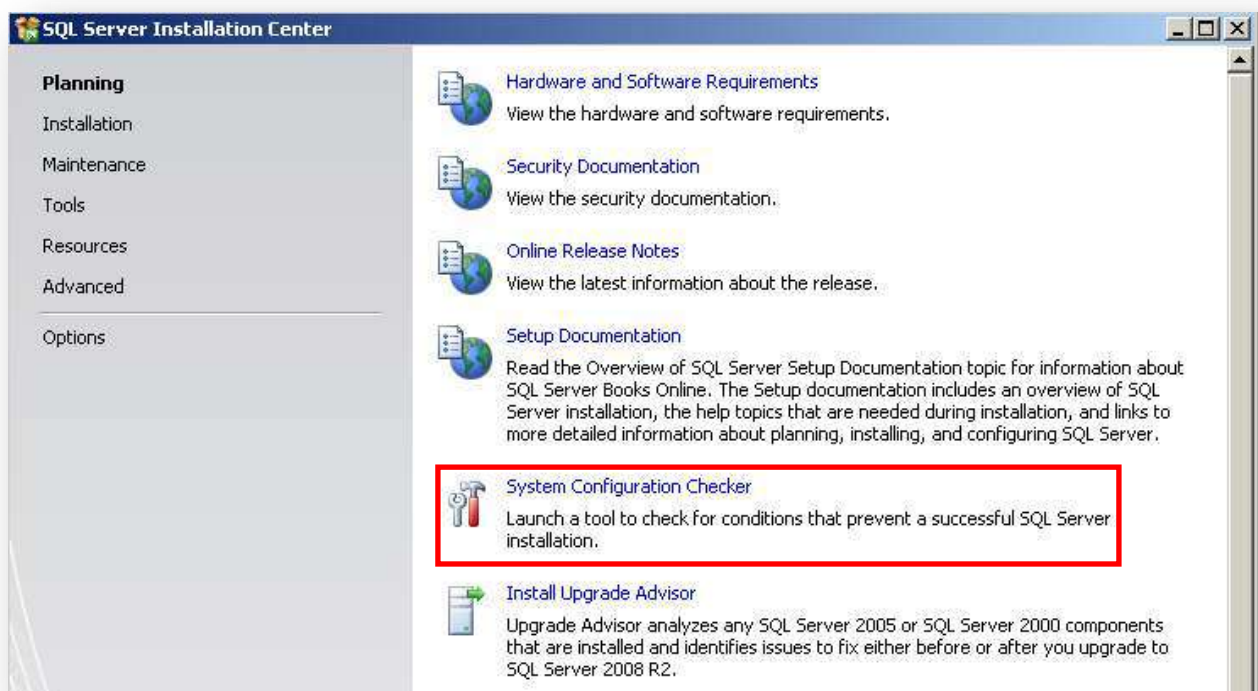 SQL Server Installation Center
Planning
Installation
Maintenance
Tools
Resources
Advanced
Options
Hardware and Software Requirements
View the hardware and software requirements.
Security Documentation
View the security documentation.
Online Release Notes
View the latest information about the release.
Setup Documentation
Read the Overview of SQL Server Setup Documentation topic for information about
SQL Server Books Online. The Setup documentation includes an overview of SQL
Server installation, the help topics that are needed during installation, and links to
more detailed information about planning, installing, and configuring SQL Server.
System Configuration Checker
Launch a tool to check for conditions that prevent a successful SQL Server
installation.
Install Upgrade Advisor
Upgrade Advisor analyzes any SQL Server 2005 or SQL Server 2000 components
that are installed and identifies issues to fix either before or after you upgrade to
SQL Server 2008 R2.